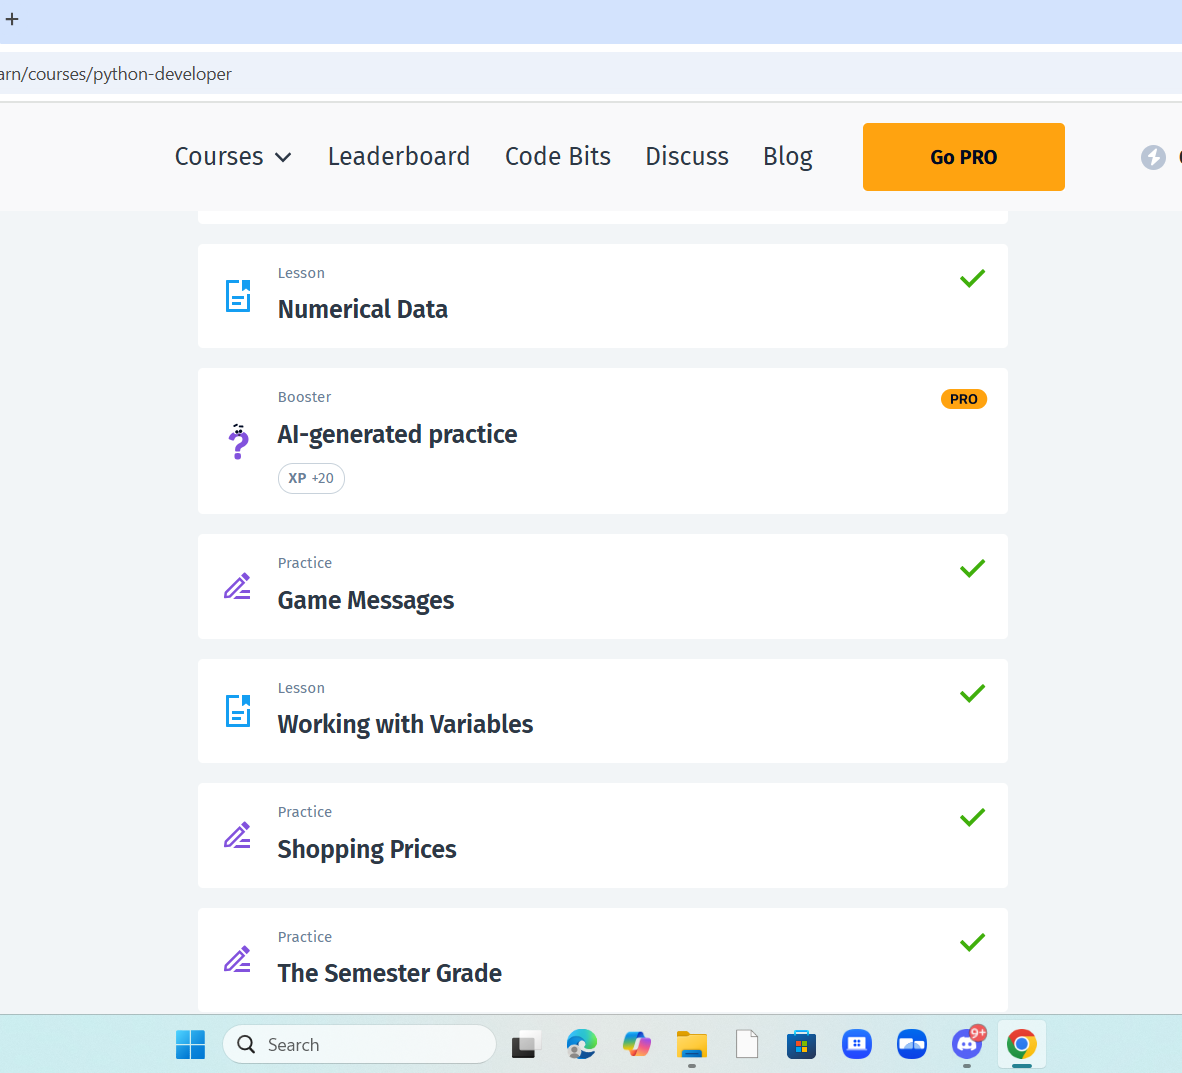 +
arn/courses/python-developer
Courses Leaderboard Code Bits Discuss Blog Go PRO
Lesson
Numerical Data
Booster
PRO
AI-generated practice
XP +20
Practice
Game Messages
Lesson
Working with Variables
Practice
Shopping Prices
Practice
The Semester Grade
Search
9+